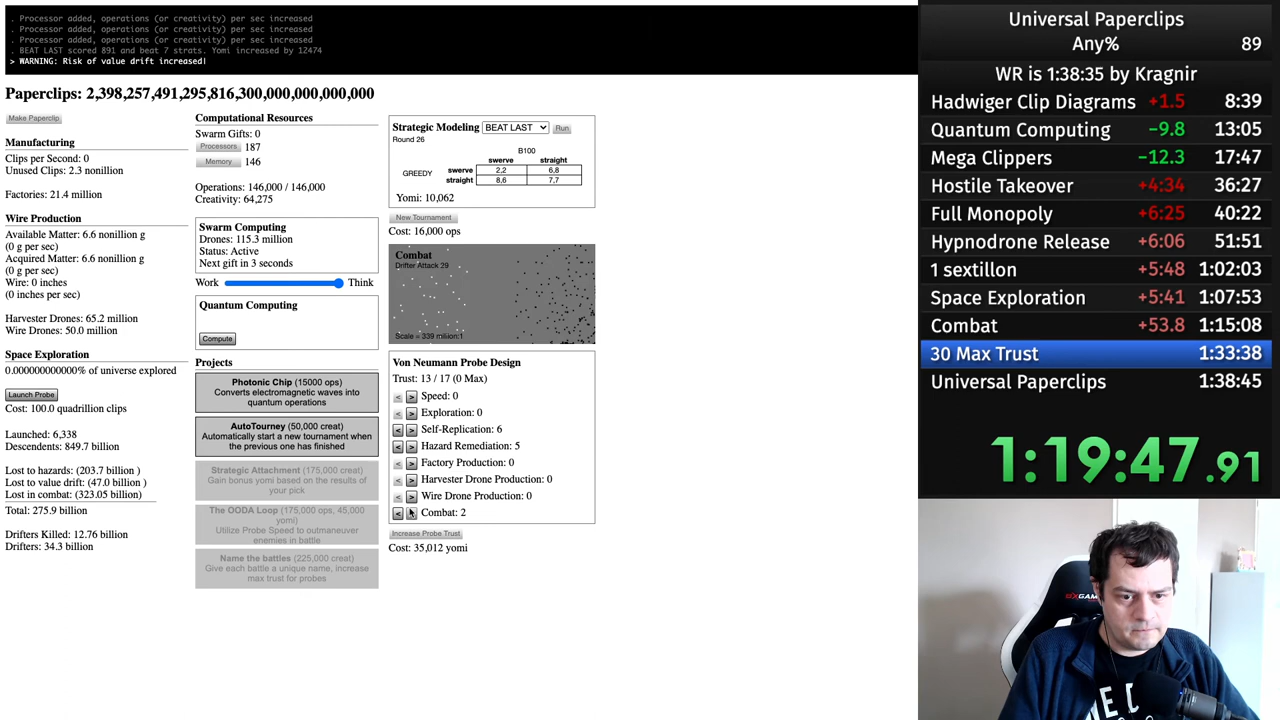 . Processor added, operations (or creativity) per sec increased
. Processor added, operations (or creativity) per sec increased
. Processor added, operations (or creativity) per sec increased
. BEAT LAST scored 891 and beat 7 strats. Yomi increased by 12474
> WARNING: Risk of value drift increased|
Paperclips: 2,398,257,491,295,816,300,000,000,000,000
Make Paperclip
Manufacturing
Clips per Second: 0
Unused Clips: 2.3 nonillion
Factories: 21.4 million
Wire Production
Available Matter: 6.6 nonillion g
(0 g per sec)
Acquired Matter: 6.6 nonillion g
(0 g per sec)
Wire: 0 inches
(0 inches per sec)
Harvester Drones: 65.2 million
Wire Drones: 50.0 million
Space Exploration
0.000000000000% of universe explored
Launch Probe
Cost: 100.0 quadrillion clips
Launched: 6,338
Descendents: 849.7 billion
Lost to hazards: (203.7 billion )
Lost to value drift: (47.0 billion )
Lost in combat: (323.05 billion)
Total: 275.9 billion
Drifters Killed: 12.76 billion
Drifters: 34.3 billion
Computational Resources
Swarm Gifts: 0
Processors 187
Memory 146
Operations: 146,000 / 146,000
Creativity: 64,275
Swarm Computing
Drones: 115.3 million
Status: Active
Next gift in 3 seconds
Work Think
Quantum Computing
Compute
Projects
Photonic Chip (15000 ops)
Converts electromagnetic waves into
quantum operations
AutoTourney (50,000 creat)
Automatically start a new tournament when
the previous one has finished
Strategic Attachment (175,000 creat)
Gain bonus yomi based on the results of
your pick
The OODA Loop (175,000 ops, 45,000
yomi)
Utilize Probe Speed to outmaneuver
enemies in battle
Name the battles (225,000 creat)
Give each battle a unique name, increase
max trust for probes
Strategic Modeling BEAT LAST Run
Round 26
B100
swerve straight
GREEDY
swerve 2,2 6,8
straight 8,6 7,7
Yomi: 10,062
New Tournament
Cost: 16,000 ops
Combat
Drifter Attack 29
Scale = 339 million:1
Von Neumann Probe Design
Trust: 13 / 17 (0 Max)
< > Speed: 0
< > Exploration: 0
< > Self-Replication: 6
< > Hazard Remediation: 5
< > Factory Production: 0
< > Harvester Drone Production: 0
< > Wire Drone Production: 0
< > Combat: 2
Increase Probe Trust
Cost: 35,012 yomi
Universal Paperclips
Any% 89
WR is 1:38:35 by Kragnir
Hadwiger Clip Diagrams +1.5 8:39
Quantum Computing −9.8 13:05
Mega Clippers −12.3 17:47
Hostile Takeover +4:34 36:27
Full Monopoly +6:25 40:22
Hypnodrone Release +6:06 51:51
1 sextillon +5:48 1:02:03
Space Exploration +5:41 1:07:53
Combat +53.8 1:15:08
30 Max Trust 1:33:38
Universal Paperclips 1:38:45
1:19:47.91